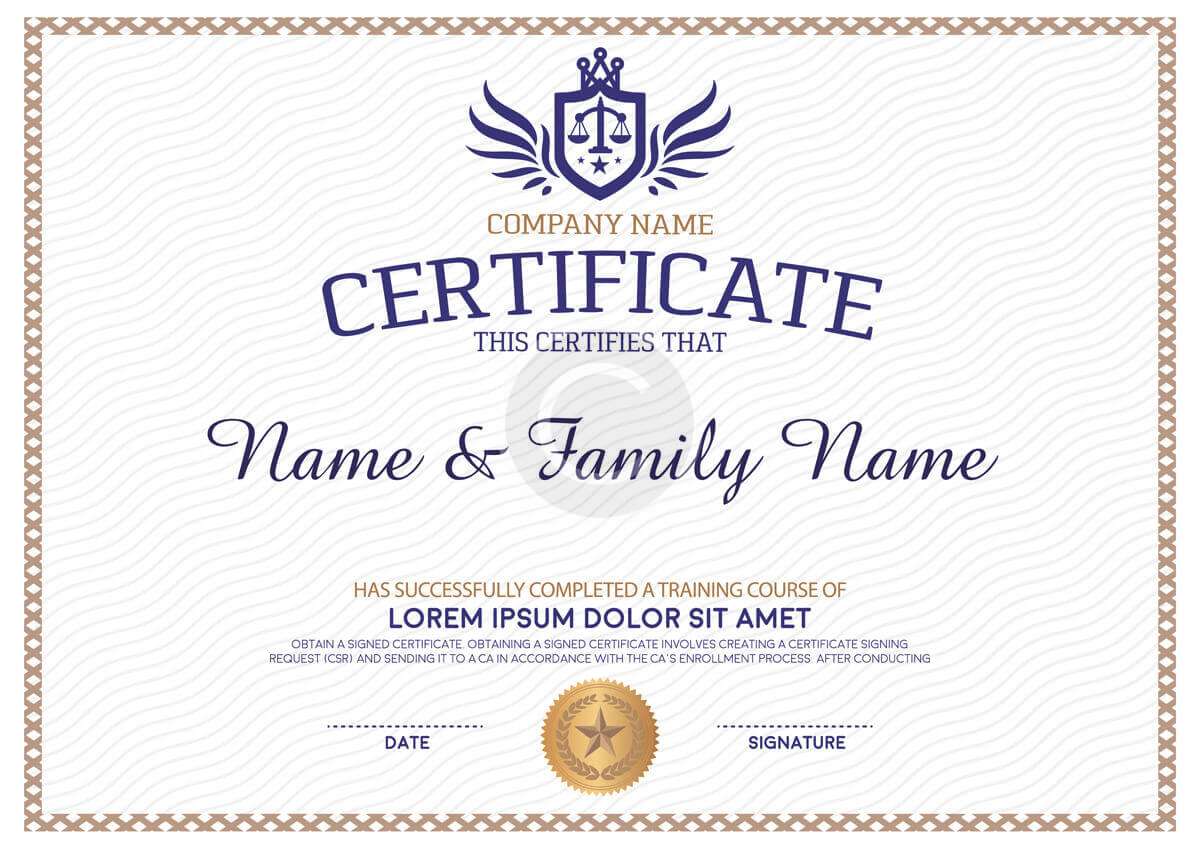 COMPANY NAME
CERTIFICATE
THIS CERTIFIES THAT
Name & Family Name
HAS SUCCESSFULLY COMPLETED A TRAINING COURSE OF
LOREM IPSUM DOLOR SIT AMET
OBTAIN A SIGNED CERTIFICATE. OBTAINING A SIGNED CERTIFICATE INVOLVES CREATING A CERTIFICATE SIGNING
REQUEST (CSR) AND SENDING IT TO A CA IN ACCORDANCE WITH THE CA'S ENROLLMENT PROCESS. AFTER CONDUCTING
DATE
SIGNATURE